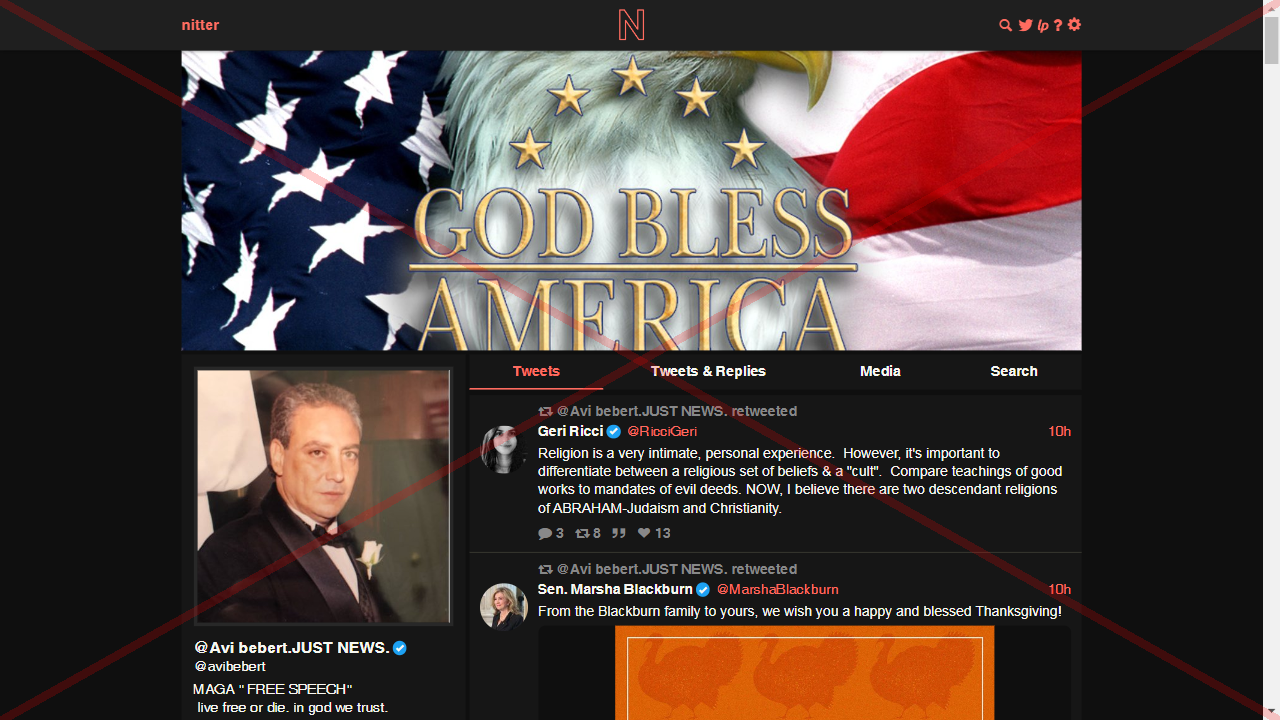 nitter
N
lp ?
GOD BLESS
AMERICA
Tweets
Tweets & Replies
Media
Search
@Avi bebert.JUST NEWS. retweeted
Geri Ricci @RicciGeri 10h
Religion is a very intimate, personal experience.  However, it's important to
differentiate between a religious set of beliefs & a "cult".  Compare teachings of good
works to mandates of evil deeds. NOW, I believe there are two descendant religions
of ABRAHAM-Judaism and Christianity.
3 8 13
@Avi bebert.JUST NEWS. retweeted
Sen. Marsha Blackburn @MarshaBlackburn 10h
From the Blackburn family to yours, we wish you a happy and blessed Thanksgiving!
@Avi bebert.JUST NEWS.
@avibebert
MAGA " FREE SPEECH"
live free or die. in god we trust.